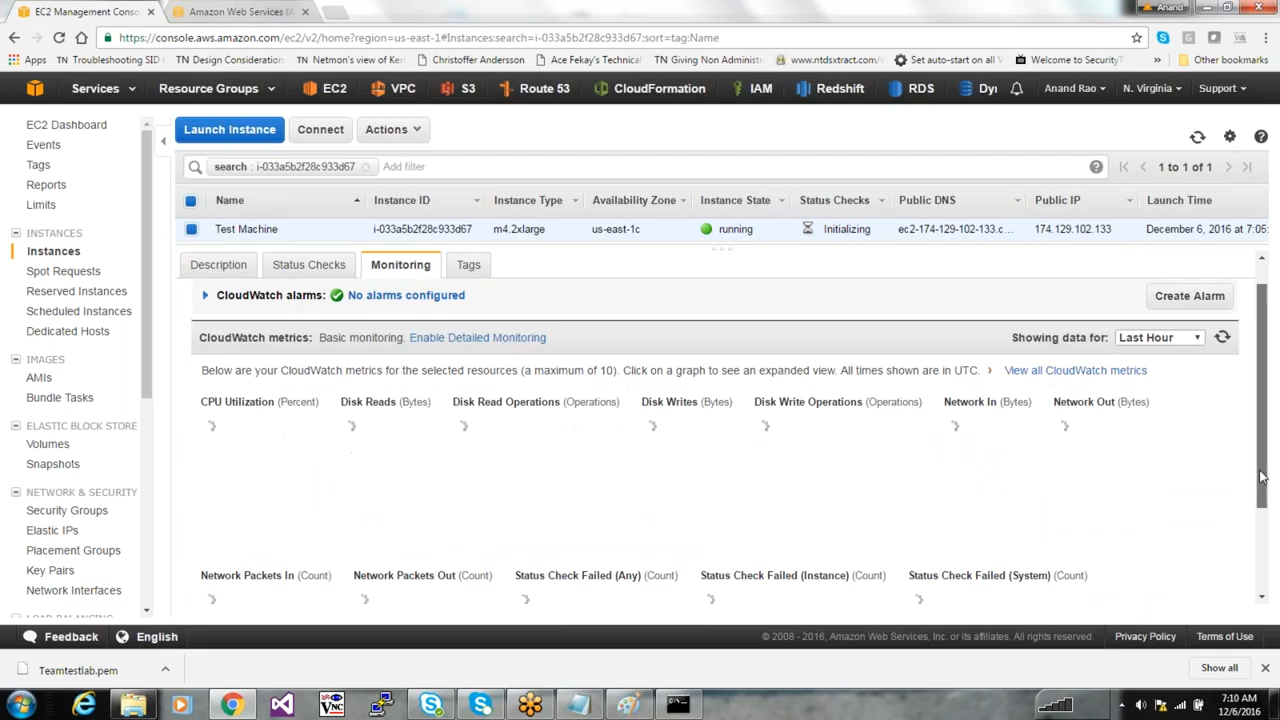 EC2 Management Conso
Amazon Web Services (A
Anand
https://console.aws.amazon.com/ec2/v2/home?region=us-east-1#Instances:search=i-033a5b2f28c933d67;sort=tag:Name
Apps TN Troubleshooting SID TN Design Consideration TN Netmon's view of Ker Christoffer Andersson Ace Fekay's Technical TN Giving Non Administr www.ntdsxtract.com/ Set auto-start on all V Welcome to SecurityT » Other bookmarks
Services Resource Groups EC2 VPC S3 Route 53 CloudFormation IAM Redshift RDS Dyn Anand Rao N. Virginia Support
EC2 Dashboard
Events
Tags
Reports
Limits
INSTANCES
Instances
Spot Requests
Reserved Instances
Scheduled Instances
Dedicated Hosts
IMAGES
AMIs
Bundle Tasks
ELASTIC BLOCK STORE
Volumes
Snapshots
NETWORK & SECURITY
Security Groups
Elastic IPs
Placement Groups
Key Pairs
Network Interfaces
LOAD BALANCING
Launch Instance Connect Actions
search : i-033a5b2f28c933d67 Add filter 1 to 1 of 1
Name Instance ID Instance Type Availability Zone Instance State Status Checks Public DNS Public IP Launch Time
Test Machine i-033a5b2f28c933d67 m4.2xlarge us-east-1c running Initializing ec2-174-129-102-133.c... 174.129.102.133 December 6, 2016 at 7:05:
Description Status Checks Monitoring Tags
CloudWatch alarms: No alarms configured Create Alarm
CloudWatch metrics: Basic monitoring. Enable Detailed Monitoring Showing data for: Last Hour
Below are your CloudWatch metrics for the selected resources (a maximum of 10). Click on a graph to see an expanded view. All times shown are in UTC. › View all CloudWatch metrics
CPU Utilization (Percent) Disk Reads (Bytes) Disk Read Operations (Operations) Disk Writes (Bytes) Disk Write Operations (Operations) Network In (Bytes) Network Out (Bytes)
Network Packets In (Count) Network Packets Out (Count) Status Check Failed (Any) (Count) Status Check Failed (Instance) (Count) Status Check Failed (System) (Count)
Feedback English © 2008 - 2016, Amazon Web Services, Inc. or its affiliates. All rights reserved. Privacy Policy Terms of Use
Teamtestlab.pem Show all
7:10 AM
12/6/2016